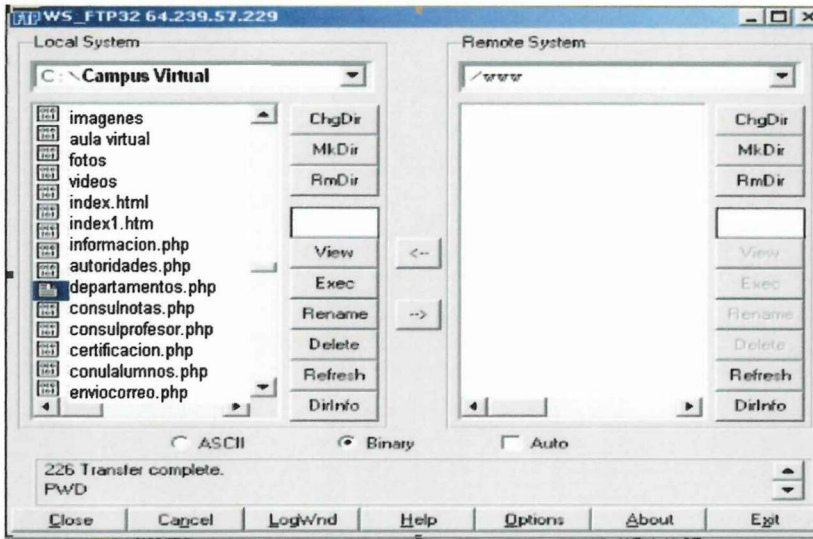 WS_FTP32 64.239.57.229
Local System
C:\Campus Virtual
imagenes
aula virtual
fotos
videos
index.html
index1.htm
informacion.php
autoridades.php
departamentos.php
consulnotas.php
consulprofesor.php
certificacion.php
conulalumnos.php
enviocorreo.php
ChgDir
MkDir
RmDir
View
Exec
Rename
Delete
Refresh
DirInfo
<--
-->
Remote System
/www
ChgDir
MkDir
RmDir
View
Exec
Rename
Delete
Refresh
DirInfo
ASCII Binary Auto
226 Transfer complete.
PWD
Close Cancel LogWnd Help Options About Exit